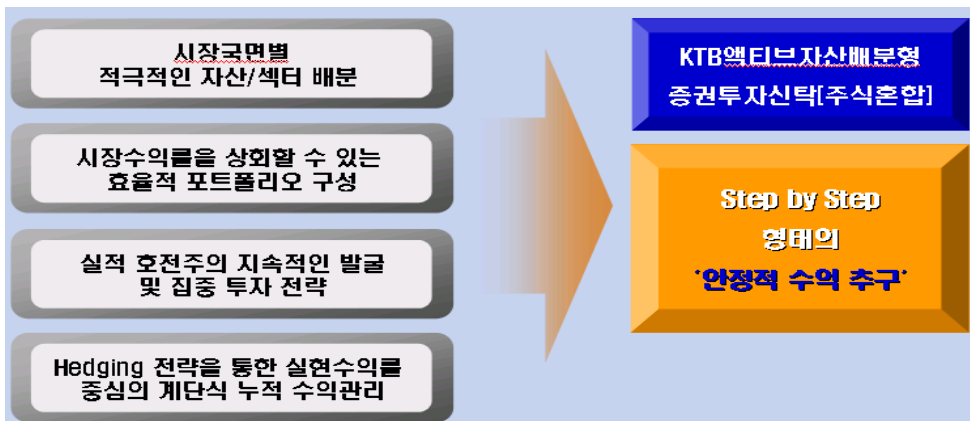 시장국면별
적극적인 자산/섹터 배분
시장수익률을 상회할 수 있는
효율적 포트폴리오 구성
실적 호전주의 지속적인 발굴
및 집중 투자 전략
Hedging 전략을 통한 실현수익률
중심의 계단식 누적 수익관리
KTB액티브자산배분형
증권투자신탁[주식혼합]
Step by Step
형태의
‘안정적 수익 추구’